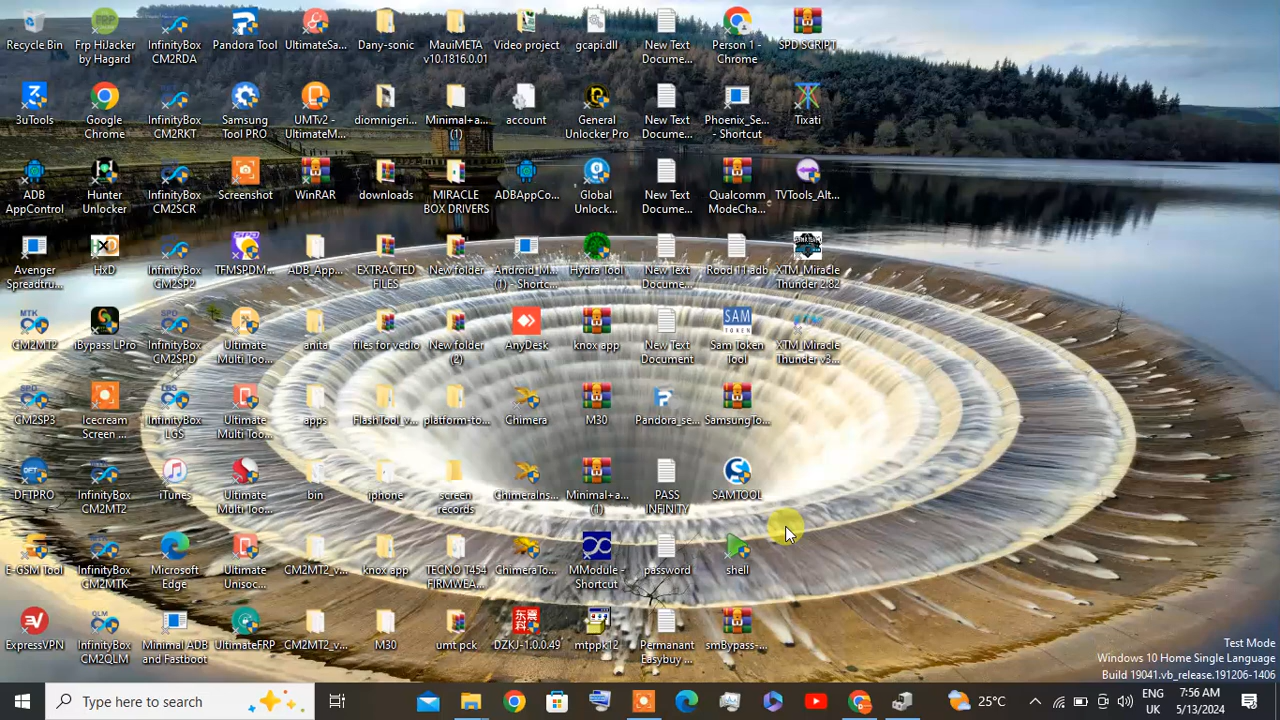 Recycle Bin
Frp HiJacker
by Hagard
InfinityBox
CM2RDA
Pandora Tool
UltimateSa...
Dany-sonic
MauiMETA
v10.1816.0.01
Video project
gcapi.dll
New Text
Docume...
Person 1 -
Chrome
SPD SCRIPT
3uTools
Google
Chrome
InfinityBox
CM2RKT
Samsung
Tool PRO
UMTv2 -
UltimateM...
diomnigeri...
Minimal+a...
(1)
account
General
Unlocker Pro
New Text
Docume...
Phoenix_Se...
- Shortcut
Tixati
ADB
AppControl
Hunter
Unlocker
InfinityBox
CM2SCR
Screenshot
WinRAR
downloads
MIRACLE
BOX DRIVERS
ADBAppCo...
Global
Unlock...
New Text
Docume...
Qualcomm
ModeCha...
TVTools_Alt...
Avenger
Spreadtru...
HxD
InfinityBox
CM2SP2
TFMSPDM...
ADB_App...
EXTRACTED
FILES
New folder
Android_M...
(1) - Shortc...
Hydra Tool
New Text
Docume...
Rood 11 adb
XTM_Miracle
Thunder 2.82
MTK
CM2MT2
iBypass LPro
SPD
InfinityBox
CM2SPD
Ultimate
Multi Too...
anita
files for vedio
New folder
(2)
AnyDesk
knox app
New Text
Document
SAM
TOKEN
Sam Token
Tool
XTM_Miracle
Thunder v3...
SPD
CM2SP3
Icecream
Screen ...
LGS
InfinityBox
LGS
Ultimate
Multi Too...
apps
FlashTool_v...
platform-to...
Chimera
M30
Pandora_se...
SamsungTo...
DFT
DFTPRO
InfinityBox
CM2MT2
iTunes
Ultimate
Multi Too...
bin
iphone
screen
records
ChimeraIns...
Minimal+a...
(1)
PASS
INFINITY
SAMTOOL
E-GSM Tool
InfinityBox
CM2MTK
Microsoft
Edge
Ultimate
Unisoc...
CM2MT2_v...
knox app
TECNO T454
FIRMWEA...
ChimeraTo...
MModule -
Shortcut
password
shell
ExpressVPN
QLM
InfinityBox
CM2QLM
Minimal ADB
and Fastboot
UltimateFRP
CM2MT2_v...
M30
umt pck
DZKJ-1:0.0.49
mtppk12
Permanant
Easybuy ...
smBypass-...
Test Mode
Windows 10 Home Single Language
Build 19041.vb_release.191206-1406
Type here to search
25°C
ENG
UK
7:56 AM
5/13/2024